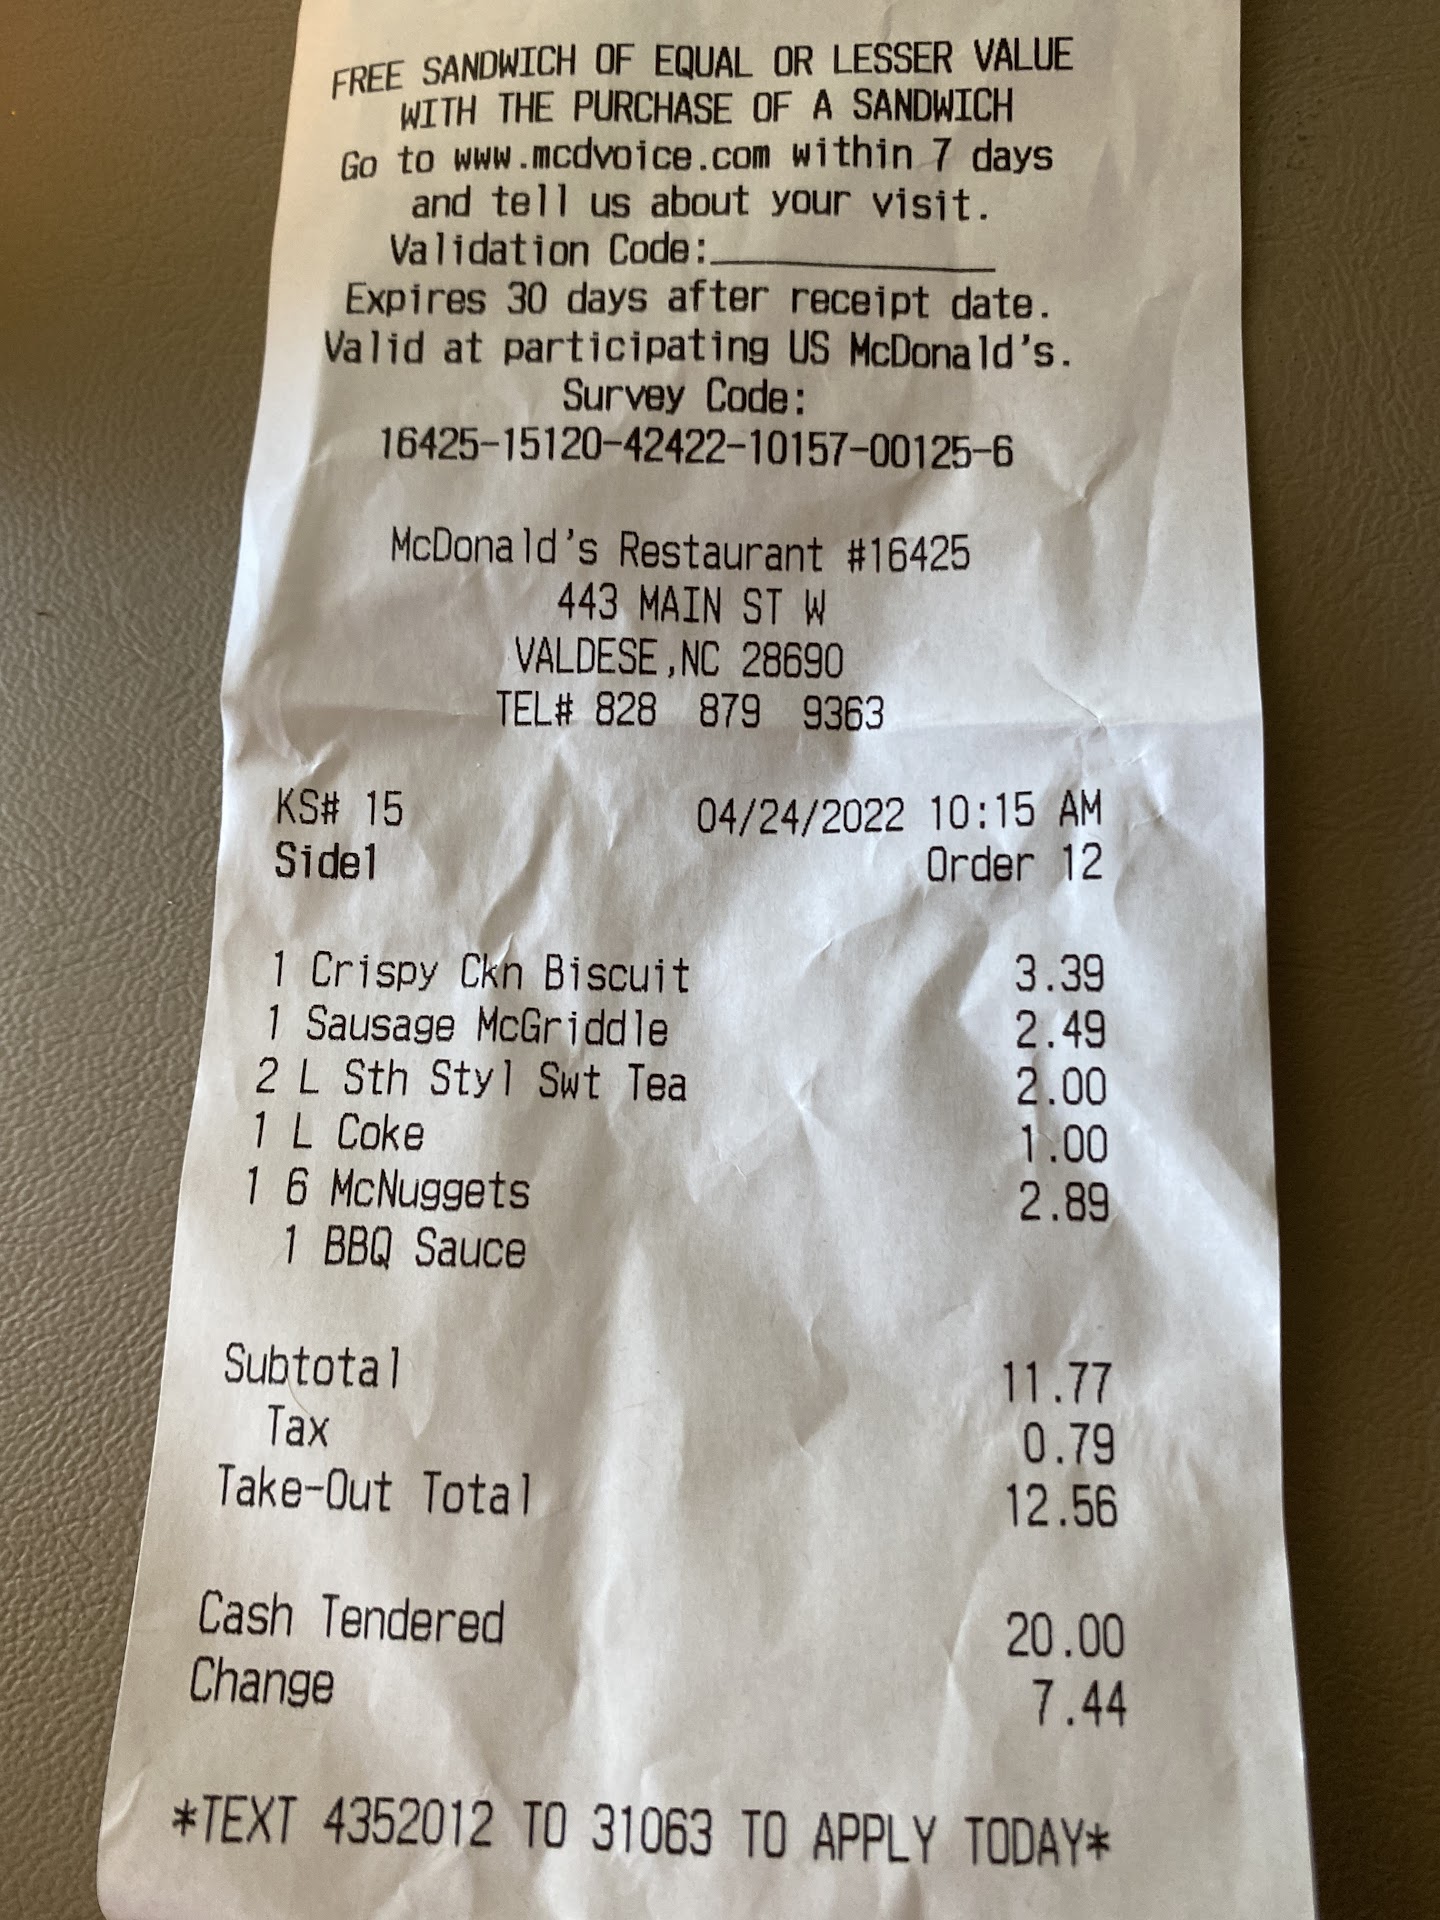 FREE SANDWICH OF EQUAL OR LESSER VALUE
WITH THE PURCHASE OF A SANDWICH
Go to www.mcdvoice.com within 7 days
and tell us about your visit.
Validation Code:______________
Expires 30 days after receipt date.
Valid at participating US McDonald's.
Survey Code:
16425-15120-42422-10157-00125-6
McDonald's Restaurant #16425
443 MAIN ST W
VALDESE,NC 28690
TEL# 828 879 9363
KS# 15 04/24/2022 10:15 AM
Side1 Order 12
1 Crispy Ckn Biscuit 3.39
1 Sausage McGriddle 2.49
2 L Sth Styl Swt Tea 2.00
1 L Coke 1.00
1 6 McNuggets 2.89
1 BBQ Sauce
Subtotal 11.77
Tax 0.79
Take-Out Total 12.56
Cash Tendered 20.00
Change 7.44
*TEXT 4352012 TO 31063 TO APPLY TODAY*